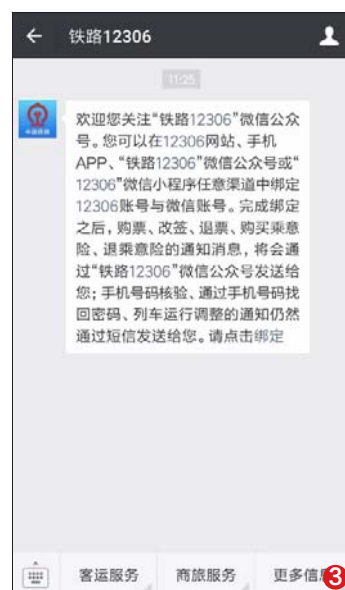 铁路12306
11:25
欢迎您关注“铁路12306”微信公众
号。您可以在12306网站、手机
APP、“铁路12306”微信公众号或“
12306”微信小程序任意渠道中绑定
12306账号与微信账号。完成绑定
之后，购票、改签、退票、购买乘意
险、退乘意险的通知消息，将会通
过“铁路12306”微信公众号发送给
您；手机号码核验、通过手机号码找
回密码、列车运行调整的通知仍然
通过短信发送给您。请点击绑定
客运服务 商旅服务 更多信息
3